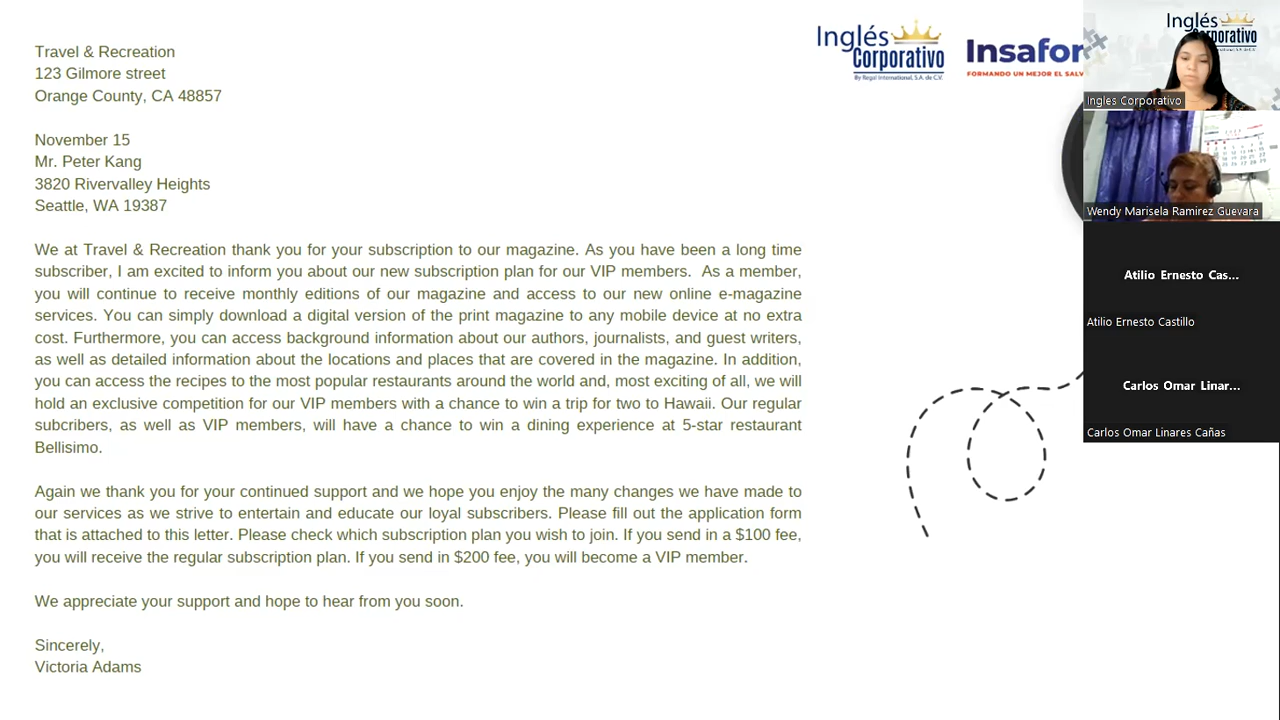 Travel & Recreation
123 Gilmore street
Orange County, CA 48857
November 15
Mr. Peter Kang
3820 Rivervalley Heights
Seattle, WA 19387
We at Travel & Recreation thank you for your subscription to our magazine. As you have been a long time
subscriber, I am excited to inform you about our new subscription plan for our VIP members. As a member,
you will continue to receive monthly editions of our magazine and access to our new online e-magazine
services. You can simply download a digital version of the print magazine to any mobile device at no extra
cost. Furthermore, you can access background information about our authors, journalists, and guest writers,
as well as detailed information about the locations and places that are covered in the magazine. In addition,
you can access the recipes to the most popular restaurants around the world and, most exciting of all, we will
hold an exclusive competition for our VIP members with a chance to win a trip for two to Hawaii. Our regular
subcribers, as well as VIP members, will have a chance to win a dining experience at 5-star restaurant
Bellisimo.
Again we thank you for your continued support and we hope you enjoy the many changes we have made to
our services as we strive to entertain and educate our loyal subscribers. Please fill out the application form
that is attached to this letter. Please check which subscription plan you wish to join. If you send in a $100 fee,
you will receive the regular subscription plan. If you send in $200 fee, you will become a VIP member.
We appreciate your support and hope to hear from you soon.
Sincerely,
Victoria Adams
Inglés
Corporativo
By Regal International, S.A. de C.V.
Insafor
FORMANDO UN MEJOR EL SALV
Inglés
Corporativo
Ingles Corporativo
Wendy Marisela Ramirez Guevara
Atilio Ernesto Cas...
Atilio Ernesto Castillo
Carlos Omar Linar...
Carlos Omar Linares Cañas